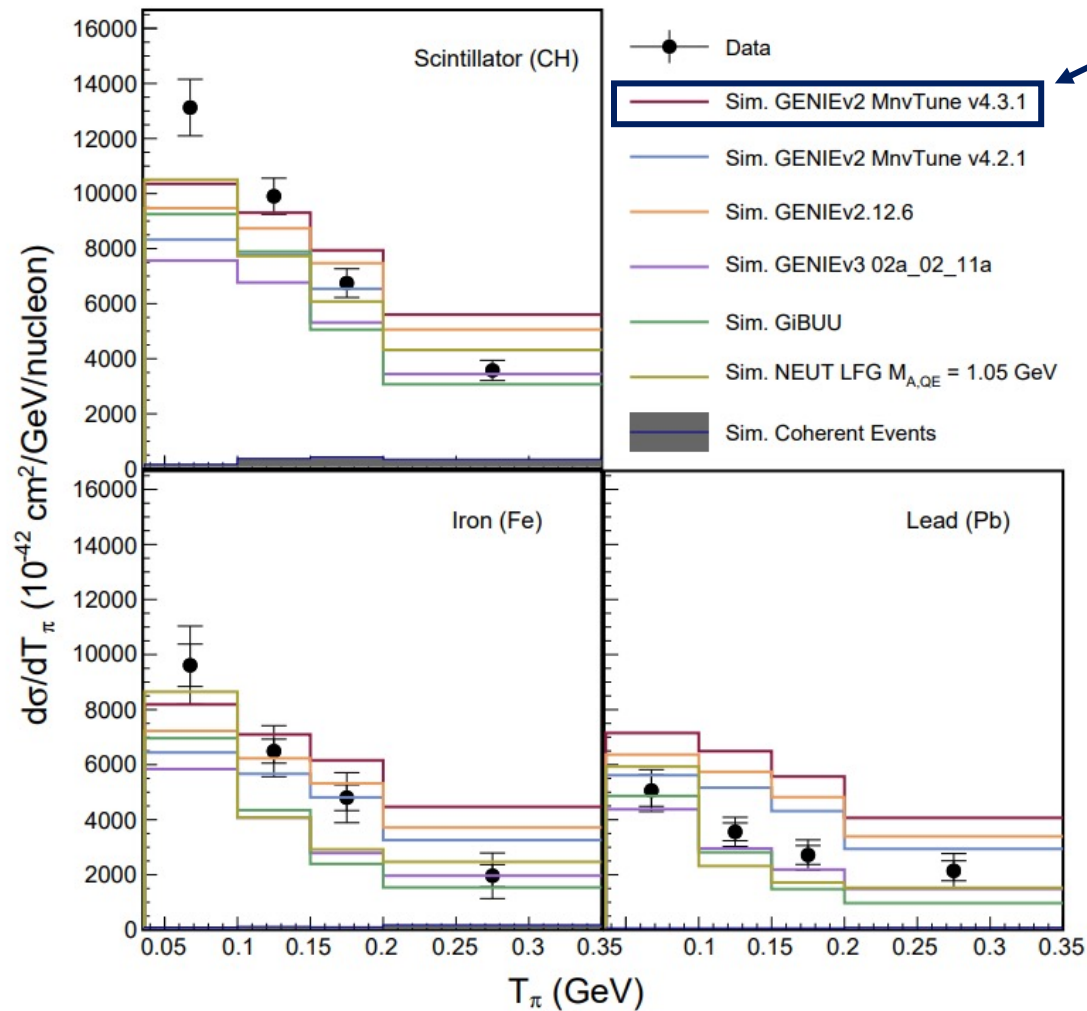 16000
14000
12000
10000
8000
6000
4000
2000
0
Scintillator (CH)
Data
Sim. GENIEv2 MnvTune v4.3.1
Sim. GENIEv2 MnvTune v4.2.1
Sim. GENIEv2.12.6
Sim. GENIEv3 02a_02_11a
Sim. GiBUU
Sim. NEUT LFG M_A,QE = 1.05 GeV
Sim. Coherent Events
dσ/dT_π (10⁻⁴² cm²/GeV/nucleon)
16000
14000
12000
10000
8000
6000
4000
2000
0
Iron (Fe)
Lead (Pb)
0.05 0.1 0.15 0.2 0.25 0.3 0.35 0.1 0.15 0.2 0.25 0.3 0.35
T_π (GeV)